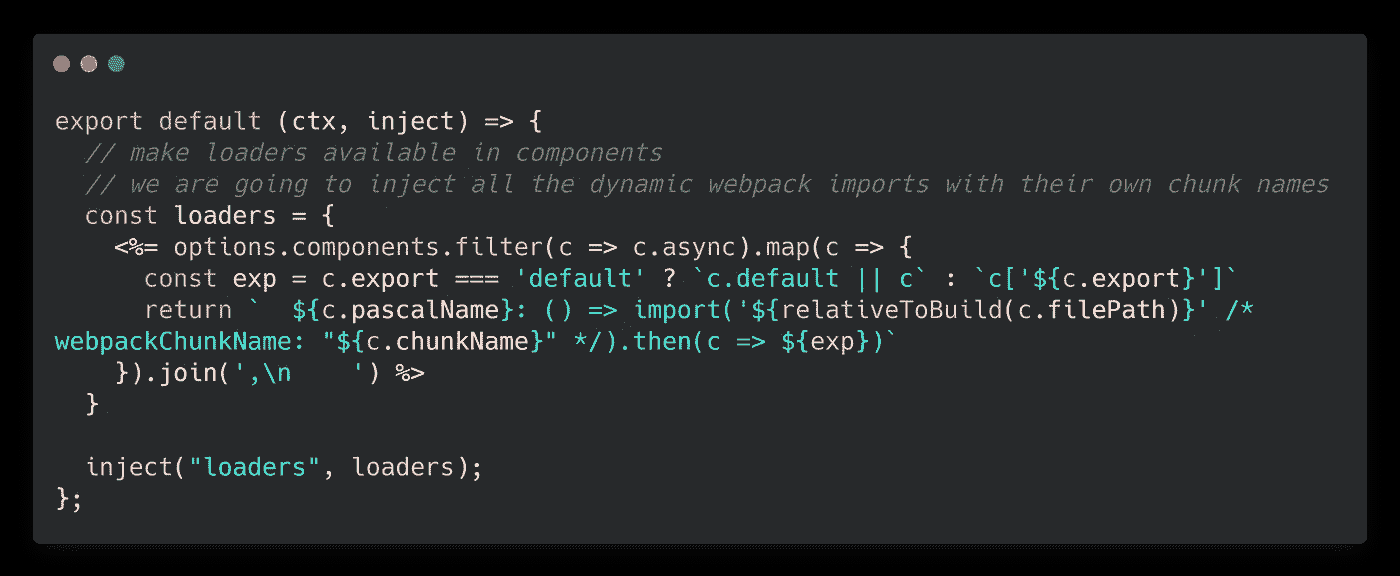 export default (ctx, inject) => {
  // make loaders available in components
  // we are going to inject all the dynamic webpack imports with their own chunk names
  const loaders = {
    <%= options.components.filter(c => c.async).map(c => {
      const exp = c.export === 'default' ? `c.default || c` : `c['${c.export}']`
      return `  ${c.pascalName}: () => import('${relativeToBuild(c.filePath)}' /*
webpackChunkName: "${c.chunkName}" */).then(c => ${exp})`
    }).join(',\n    ') %>
  }

  inject("loaders", loaders);
};